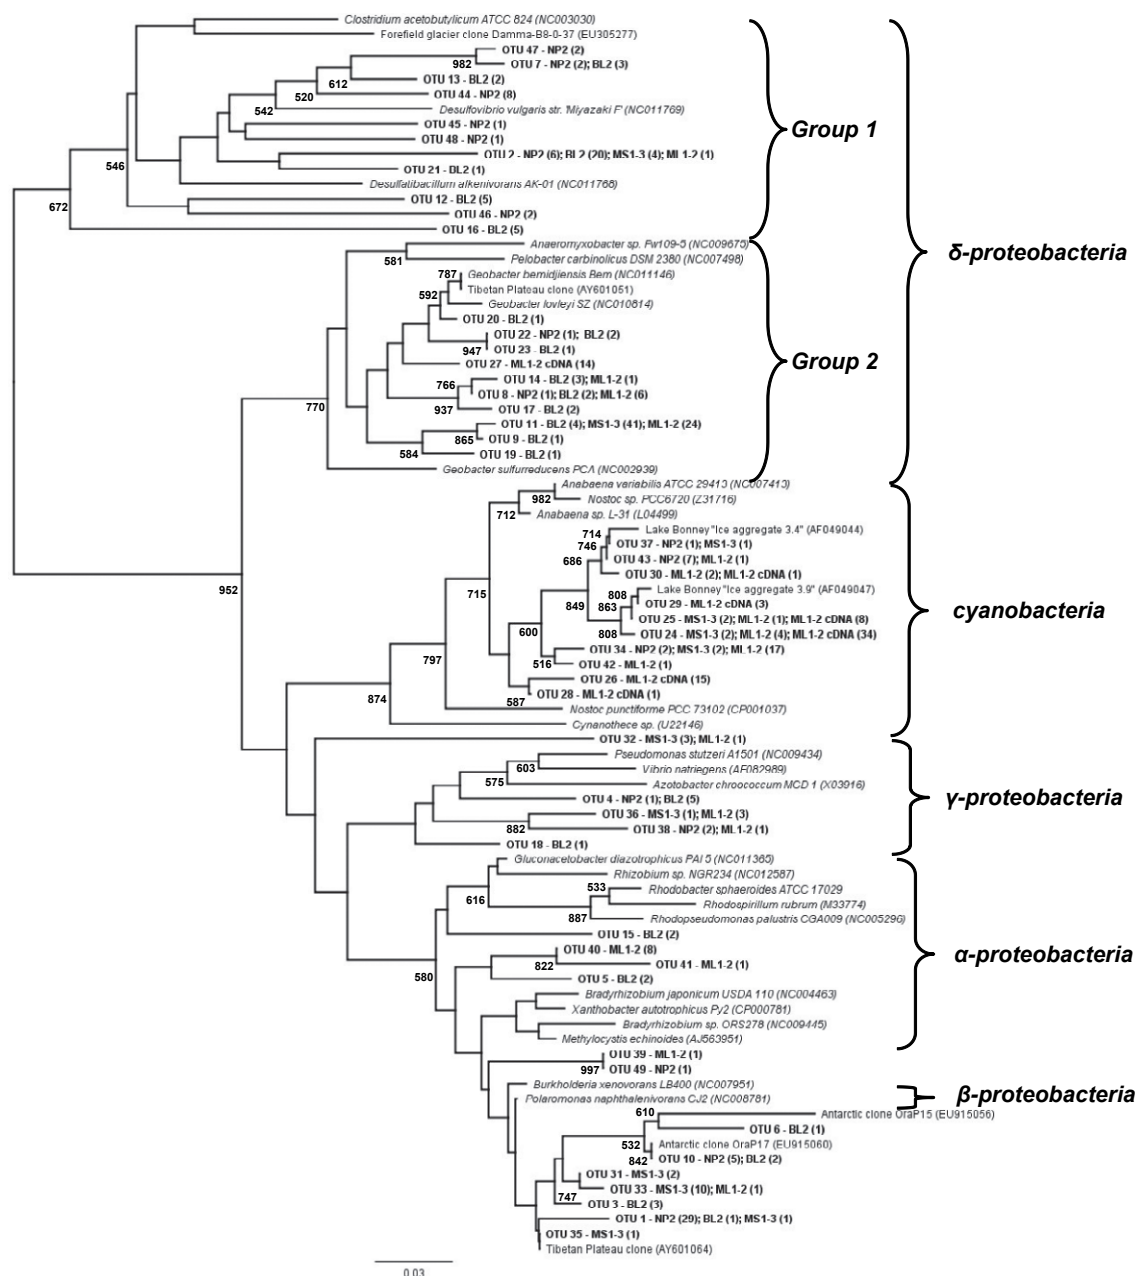 Clostridium acetobutylicum ATCC 824 (NC003030)
Forefield glacier clone Damma-B8-0-37 (EU305277)
OTU 47 - NP2 (2)
982
OTU 7 - NP2 (2); BL2 (3)
612
OTU 13 - BL2 (2)
520
OTU 44 - NP2 (8)
542
Desulfovibrio vulgaris str. 'Miyazaki F' (NC011769)
OTU 45 - NP2 (1)
Group 1
OTU 48 - NP2 (1)
OTU 2 - NP2 (6); BL2 (20); MS1-3 (4); ML1-2 (1)
546
OTU 21 - BL2 (1)
Desulfatibacillum alkenivorans AK-01 (NC011768)
672
OTU 12 - BL2 (5)
OTU 46 - NP2 (2)
OTU 16 - BL2 (5)
δ-proteobacteria
Anaeromyxobacter sp. Fw109-5 (NC009675)
581
Pelobacter carbinolicus DSM 2380 (NC007498)
787
Geobacter bemidjiensis Bem (NC011146)
592
Tibetan Plateau clone (AY601051)
Geobacter lovleyi SZ (NC010814)
OTU 20 - BL2 (1)
OTU 22 - NP2 (1); BL2 (2)
947
OTU 23 - BL2 (1)
Group 2
OTU 27 - ML1-2 cDNA (14)
766
OTU 14 - BL2 (3); ML1-2 (1)
OTU 8 - NP2 (1); BL2 (2); ML1-2 (6)
770
937
OTU 17 - BL2 (2)
OTU 11 - BL2 (4); MS1-3 (41); ML1-2 (24)
865
OTU 9 - BL2 (1)
584
OTU 19 - BL2 (1)
Geobacter sulfurreducens PCA (NC002939)
Anabaena variabilis ATCC 29413 (NC007413)
982
Nostoc sp. PCC6720 (Z31716)
712
Anabaena sp. L-31 (L04499)
714
Lake Bonney "Ice aggregate 3.4" (AF049044)
746
OTU 37 - NP2 (1); MS1-3 (1)
686
OTU 43 - NP2 (7); ML1-2 (1)
OTU 30 - ML1-2 (2); ML1-2 cDNA (1)
952
715
849
808
Lake Bonney "Ice aggregate 3.9" (AF049047)
863
OTU 29 - ML1-2 cDNA (3)
cyanobacteria
OTU 25 - MS1-3 (2); ML1-2 (1); ML1-2 cDNA (8)
600
808
OTU 24 - MS1-3 (2); ML1-2 (4); ML1-2 cDNA (34)
OTU 34 - NP2 (2); MS1-3 (2); ML1-2 (17)
797
516
OTU 42 - ML1-2 (1)
OTU 26 - ML1-2 cDNA (15)
874
587
OTU 28 - ML1-2 cDNA (1)
Nostoc punctiforme PCC 73102 (CP001037)
Cynanothece sp. (U22146)
OTU 32 - MS1-3 (3); ML1-2 (1)
Pseudomonas stutzeri A1501 (NC009434)
603
Vibrio natriegens (AF082989)
575
Azotobacter chroococcum MCD 1 (X03916)
γ-proteobacteria
OTU 4 - NP2 (1); BL2 (5)
OTU 36 - MS1-3 (1); ML1-2 (3)
882
OTU 38 - NP2 (2); ML1-2 (1)
OTU 18 - BL2 (1)
Gluconacetobacter diazotrophicus PAI 5 (NC011365)
Rhizobium sp. NGR234 (NC012587)
533
Rhodobacter sphaeroides ATCC 17029
616
Rhodospirillum rubrum (M33774)
887
Rhodopseudomonas palustris CGA009 (NC005296)
OTU 15 - BL2 (2)
OTU 40 - ML1-2 (8)
α-proteobacteria
822
OTU 41 - ML1-2 (1)
580
OTU 5 - BL2 (2)
Bradyrhizobium japonicum USDA 110 (NC004463)
Xanthobacter autotrophicus Py2 (CP000781)
Bradyrhizobium sp. ORS278 (NC009445)
Methylocystis echinoides (AJ563951)
OTU 39 - ML1-2 (1)
997
OTU 49 - NP2 (1)
Burkholderia xenovorans LB400 (NC007951)
β-proteobacteria
Polaromonas naphthalenivorans CJ2 (NC008781)
610
Antarctic clone OraP15 (EU915056)
OTU 6 - BL2 (1)
532
Antarctic clone OraP17 (EU915060)
842
OTU 10 - NP2 (5); BL2 (2)
OTU 31 - MS1-3 (2)
OTU 33 - MS1-3 (10); ML1-2 (1)
747
OTU 3 - BL2 (3)
OTU 1 - NP2 (29); BL2 (1); MS1-3 (1)
OTU 35 - MS1-3 (1)
Tibetan Plateau clone (AY601064)
0.03